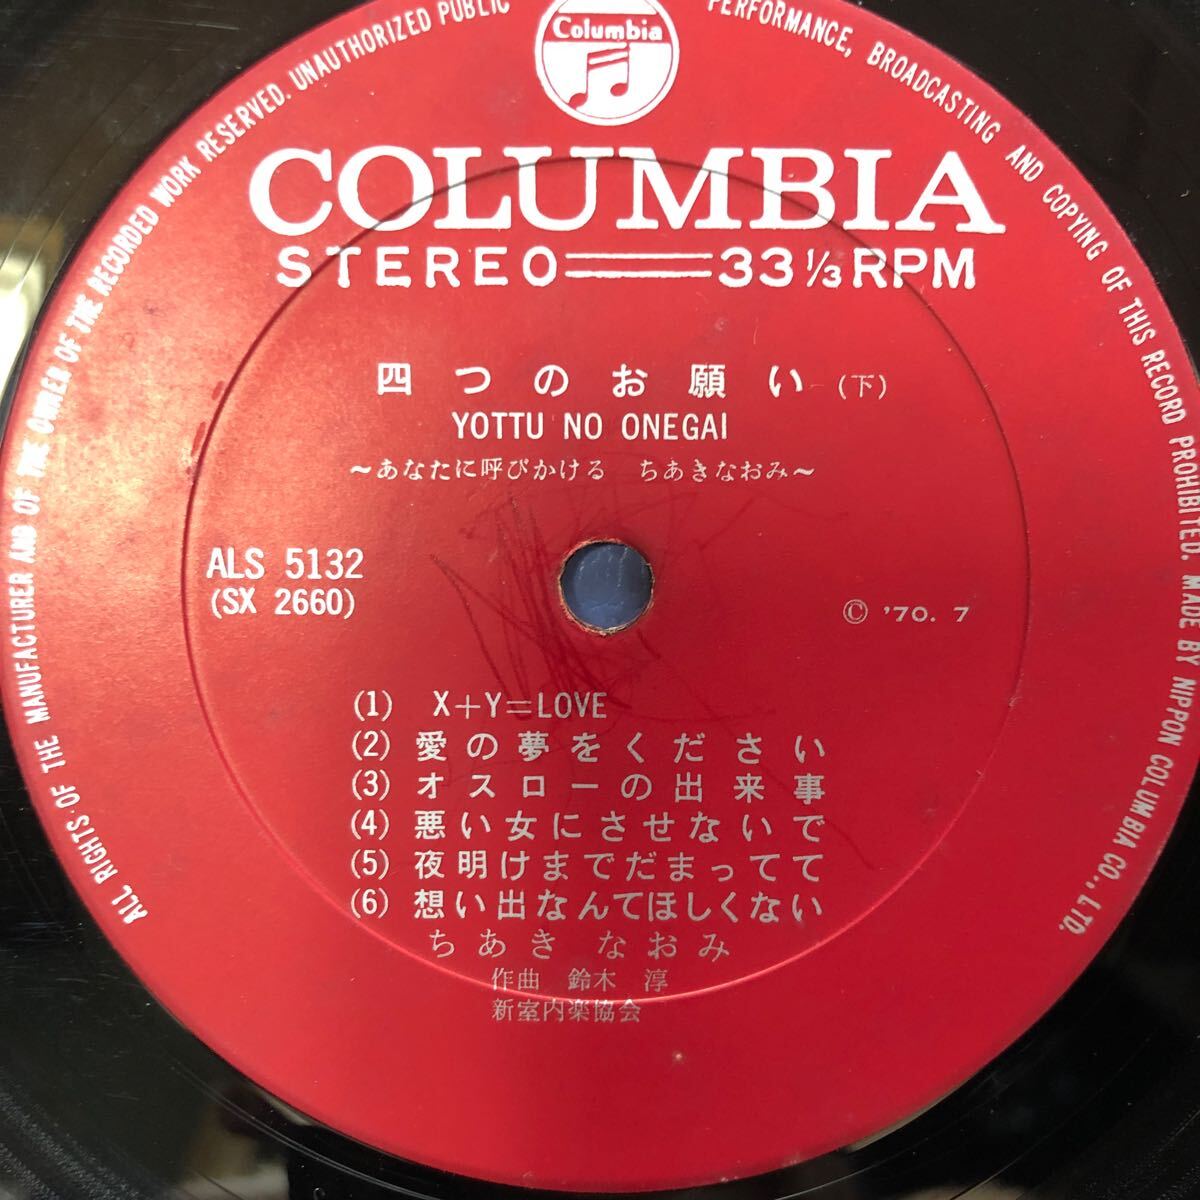 ALL RIGHTS OF THE MANUFACTURER AND OF THE OWNER OF THE RECORDED WORK RESERVED. UNAUTHORIZED PUBLIC PERFORMANCE, BROADCASTING AND COPYING OF THIS RECORD PROHIBITED. MADE BY NIPPON COLUMBIA CO., LTD.
Columbia
COLUMBIA
STEREO 33 1/3 RPM
四つのお願い (下)
YOTTU NO ONEGAI
~あなたに呼びかける ちあきなおみ~
ALS 5132
(SX 2660)
© '70. 7
(1) X+Y=LOVE
(2) 愛の夢をください
(3) オスローの出来事
(4) 悪い女にさせないで
(5) 夜明けまでだまってて
(6) 想い出なんてほしくない
ちあき なおみ
作曲 鈴木 淳
新室内楽協会